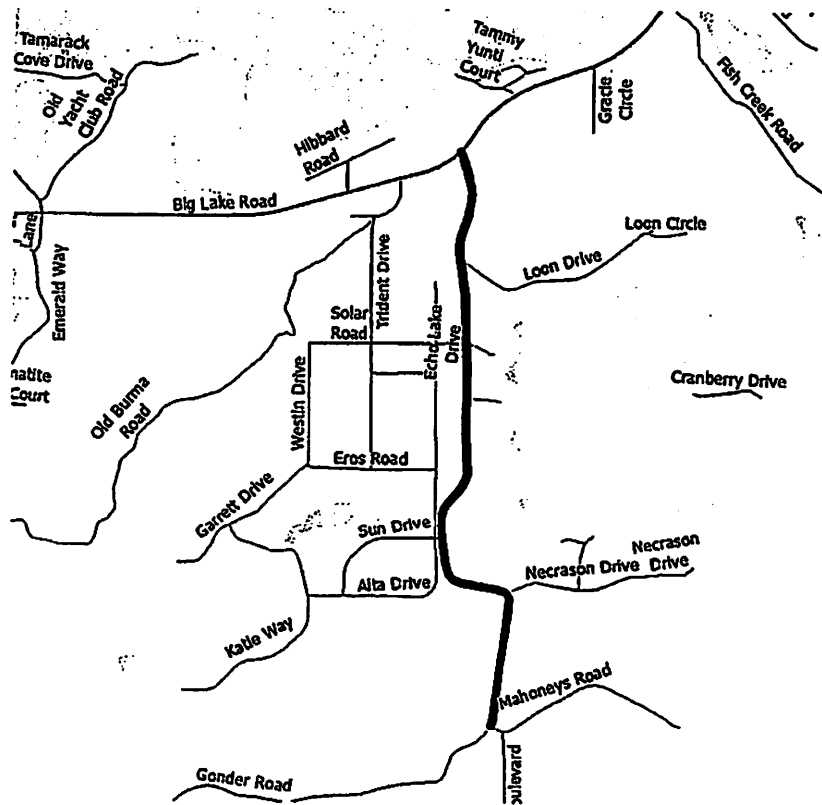 Tamarack
Cove Drive
Old
Yacht
Club Road
Tammy
Yunti
Court
Gracie
Circle
Fish Creek Road
Hibbard
Road
Big Lake Road
Lane
Emerald Way
Loon Circle
Loon Drive
Trident Drive
Solar
Road
Echo Lake
Drive
natite
Court
Cranberry Drive
Westin Drive
Old Burma
Road
Eros Road
Garrett Drive
Sun Drive
Necrason
Necrason Drive Drive
Aita Drive
Katie Way
Mahoneys Road
Gonder Road
oulevard